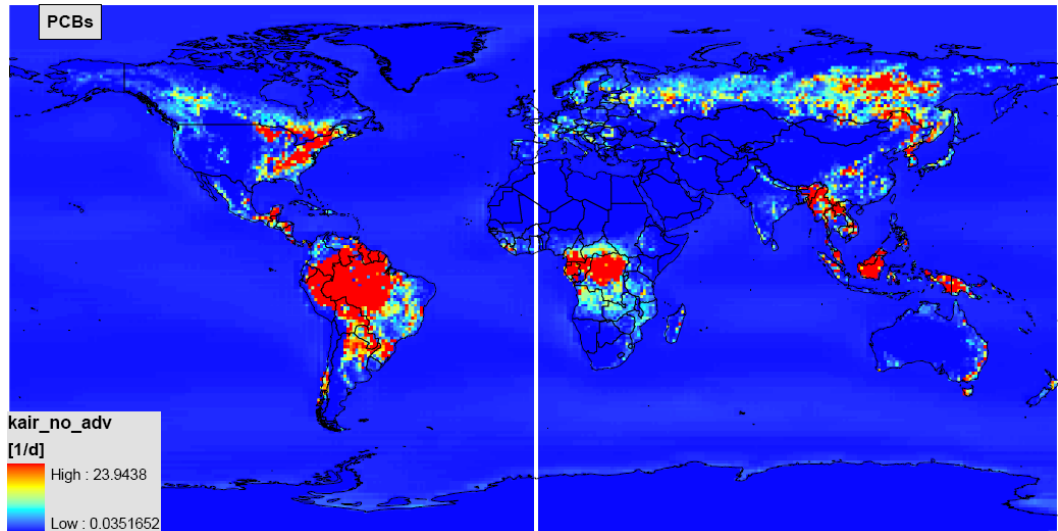 PCBs
kair_no_adv
[1/d]
High : 23.9438
Low : 0.0351652